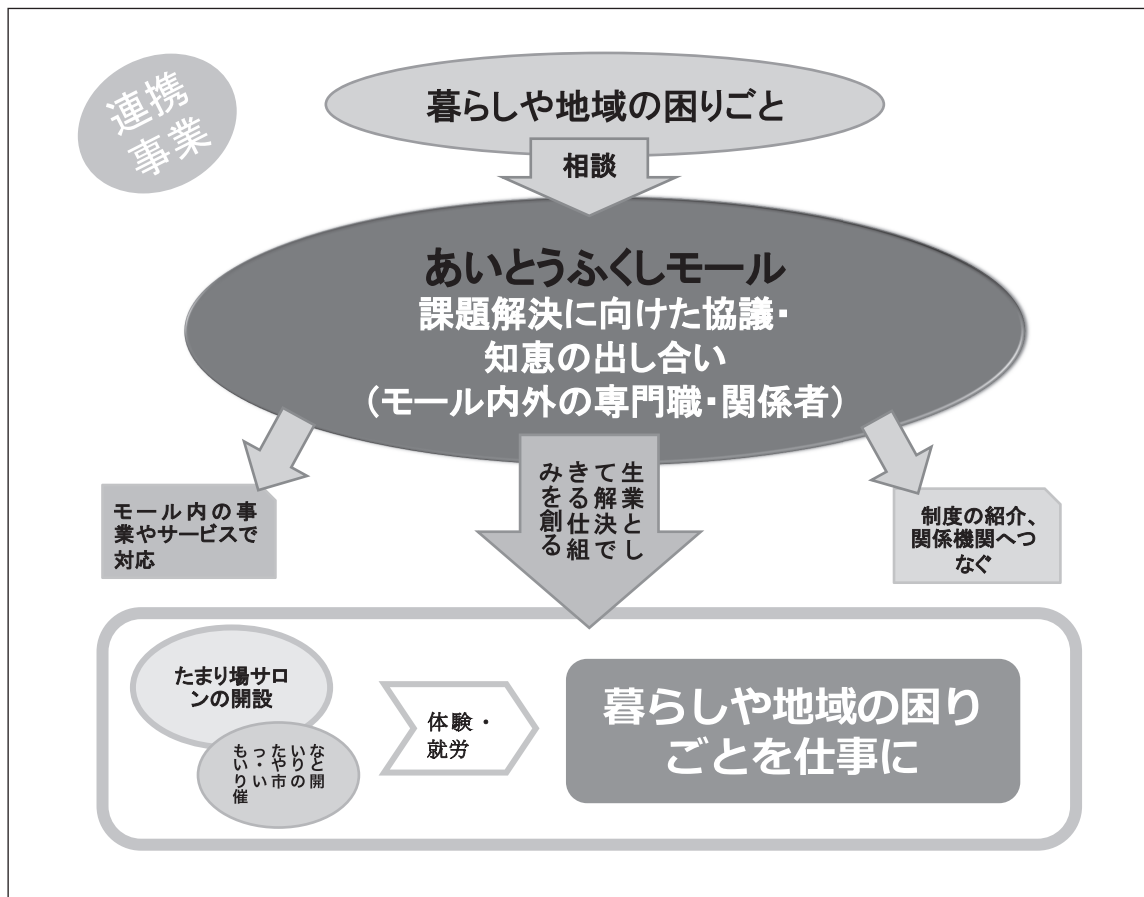 連携
事業
暮らしや地域の困りごと
相談
あいとうふくしモール
課題解決に向けた協議・
知恵の出し合い
（モール内外の専門職・関係者）
モール内の事
業やサービスで
対応
生業とし
て解決で
きる仕組
みを創る
制度の紹介、
関係機関へつ
なぐ
たまり場サロ
ンの開設
もったいな
い・やりと
りい市の開
催
体験・
就労
暮らしや地域の困り
ごとを仕事に